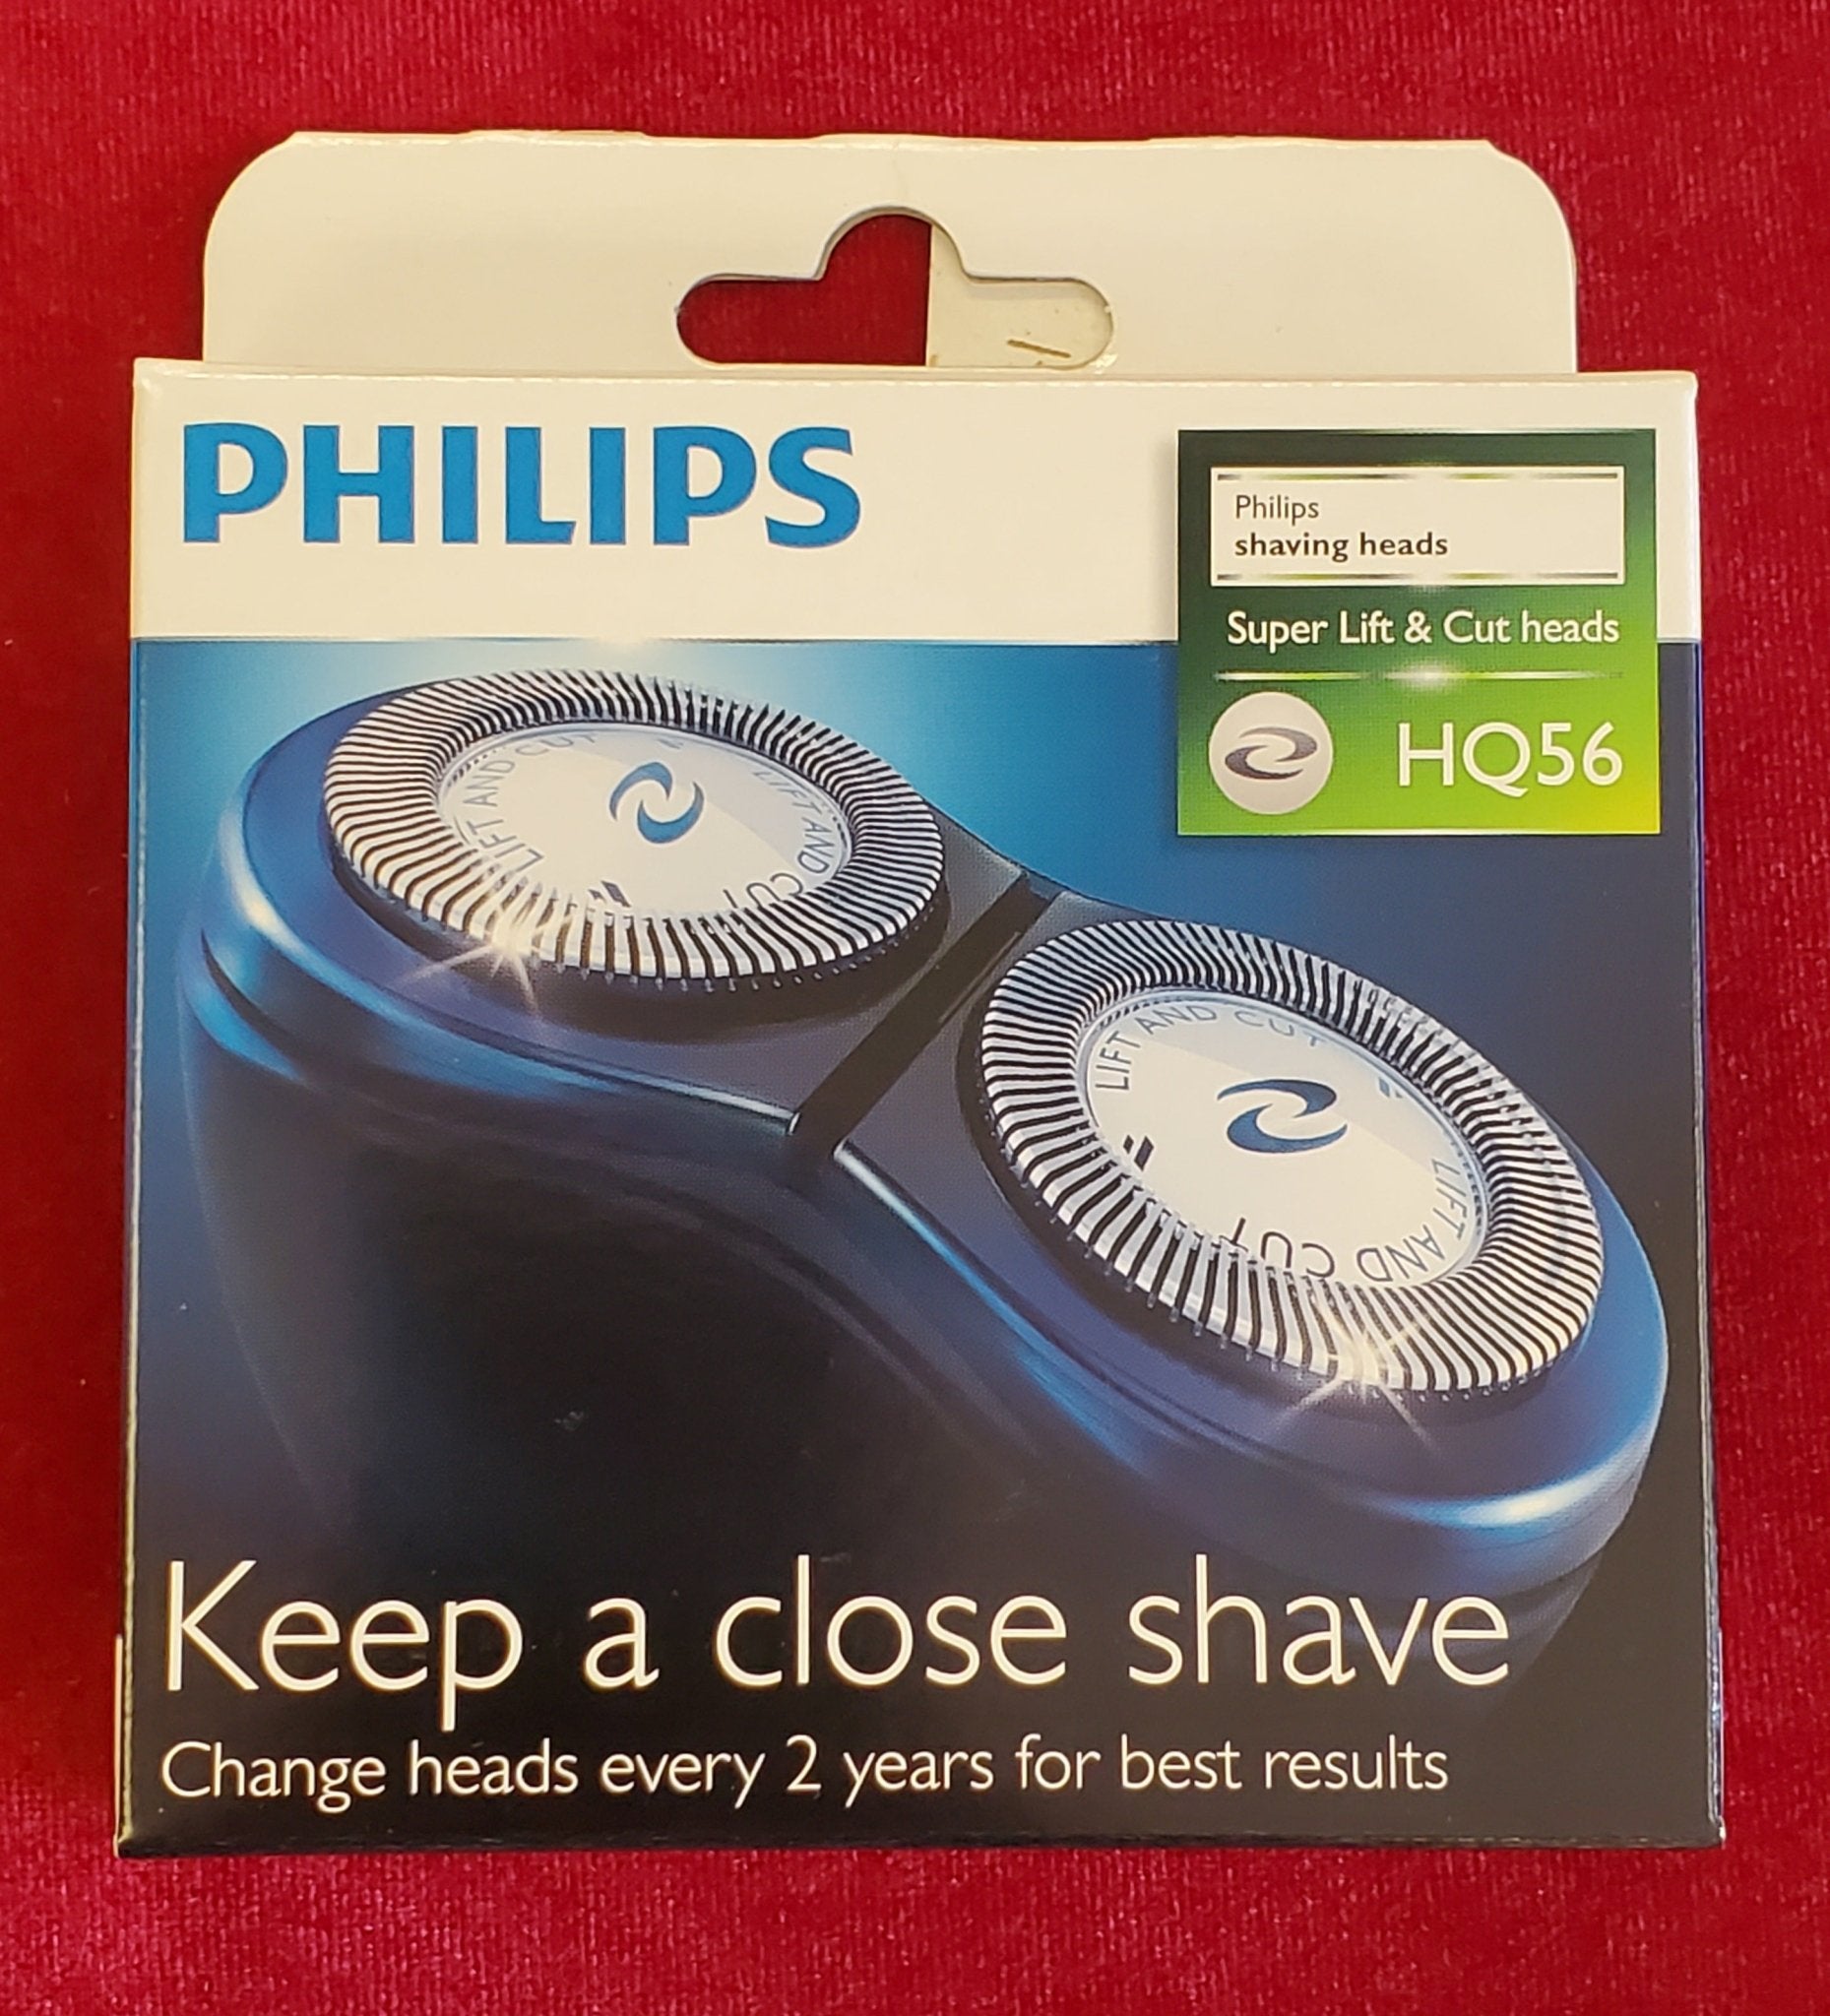 PHILIPS
Philips
shaving heads
Super Lift & Cut heads
HQ56
LIFT AND CUT
LIFT AND CUT
LIFT AND CUT
LIFT AND CUT
Keep a close shave
Change heads every 2 years for best results